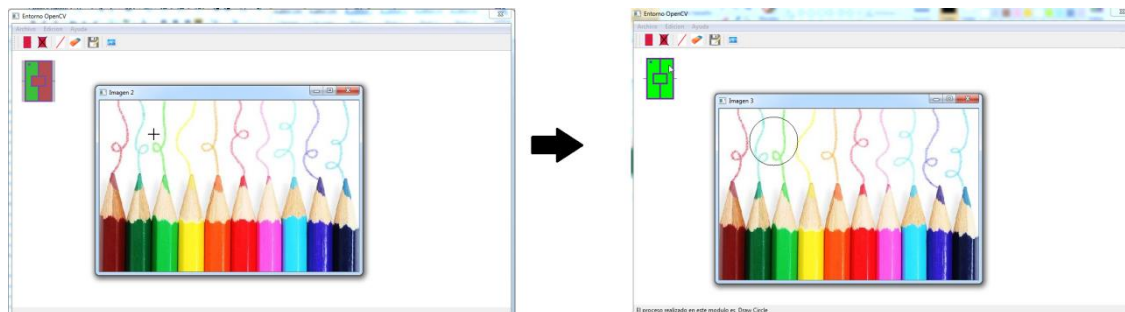 Entorno OpenCV
Archivo Edicion Ayuda
Imagen 2
Entorno OpenCV
Archivo Edicion Ayuda
Imagen 3
El proceso realizado en este modulo es: Draw Circle